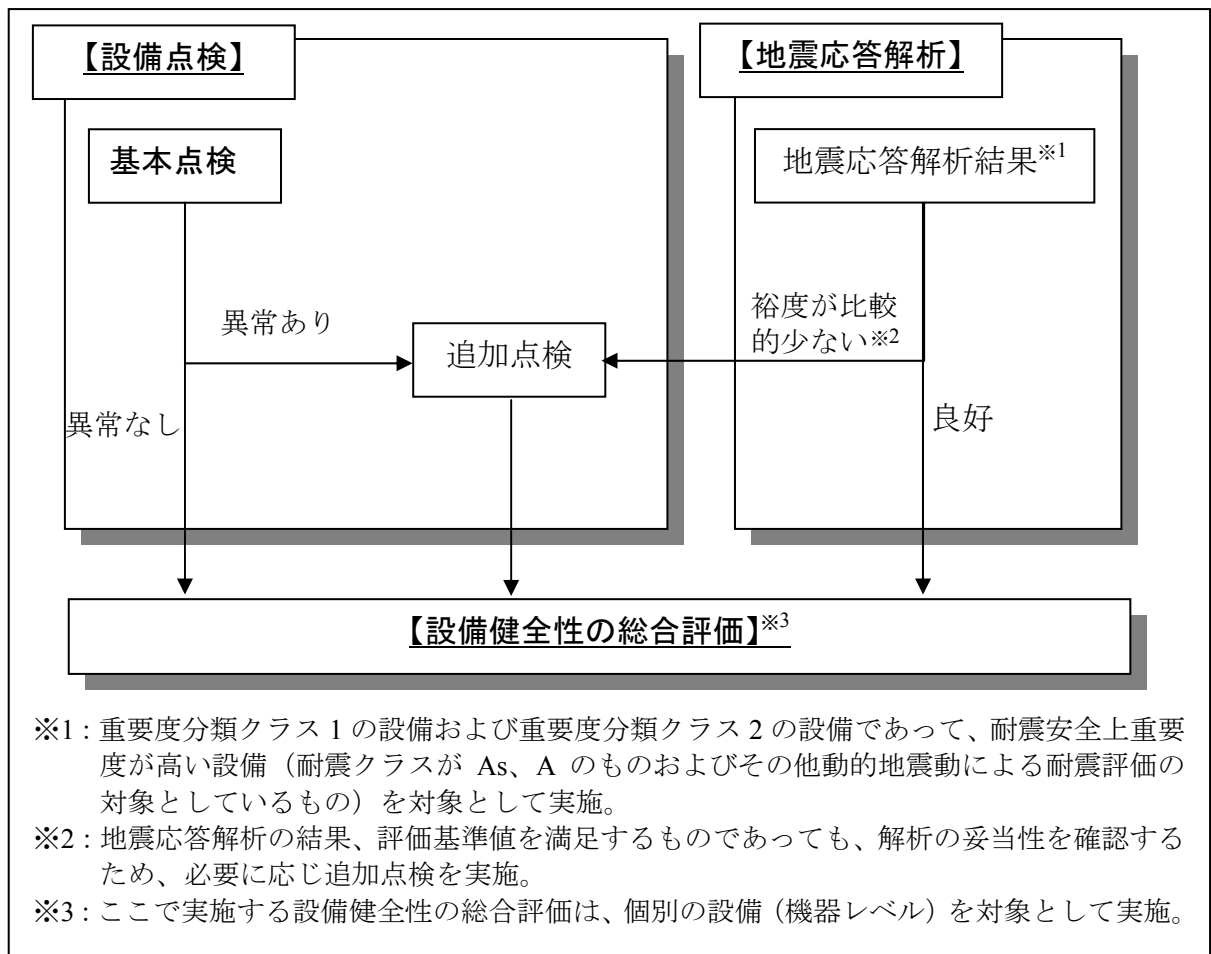 【設備点検】
【地震応答解析】
基本点検
地震応答解析結果※1
異常あり
追加点検
裕度が比較
的少ない※2
異常なし
良好
【設備健全性の総合評価】※3
※1：重要度分類クラス 1 の設備および重要度分類クラス 2 の設備であって、耐震安全上重要
度が高い設備（耐震クラスが As、A のものおよびその他動的地震動による耐震評価の
対象としているもの）を対象として実施。
※2：地震応答解析の結果、評価基準値を満足するものであっても、解析の妥当性を確認する
ため、必要に応じ追加点検を実施。
※3：ここで実施する設備健全性の総合評価は、個別の設備（機器レベル）を対象として実施。